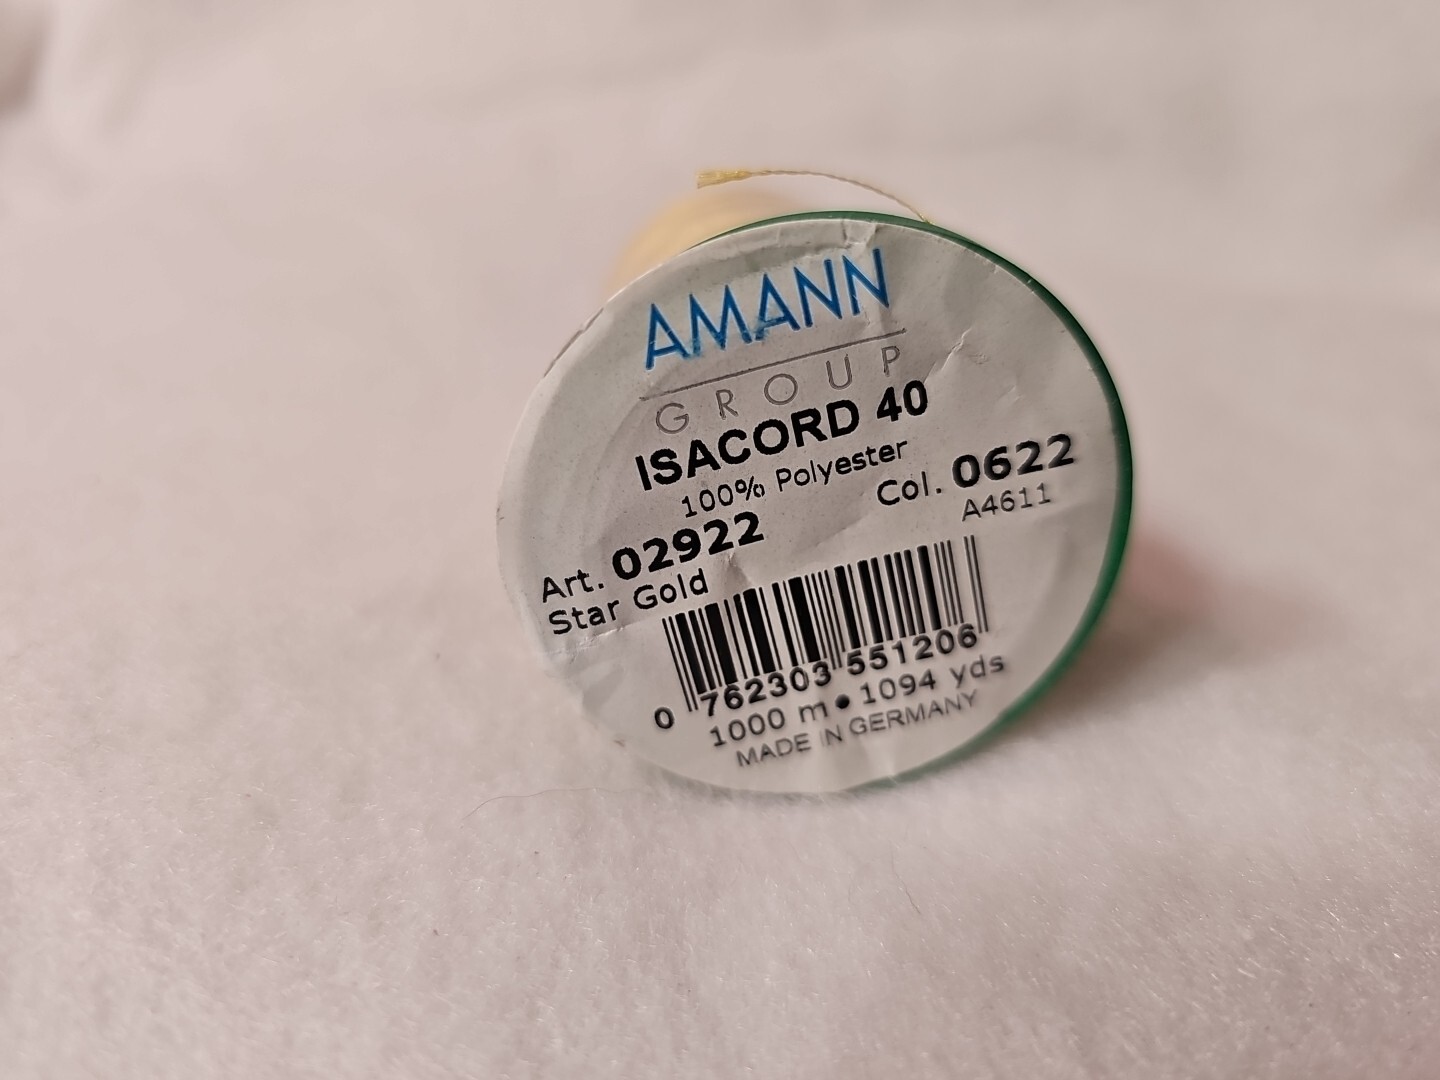 AMANN
GROUP
ISACORD 40
100% Polyester
Art. 02922 Col. 0622
Star Gold A4611
0 762303 551206
1000 m • 1094 yds
MADE IN GERMANY